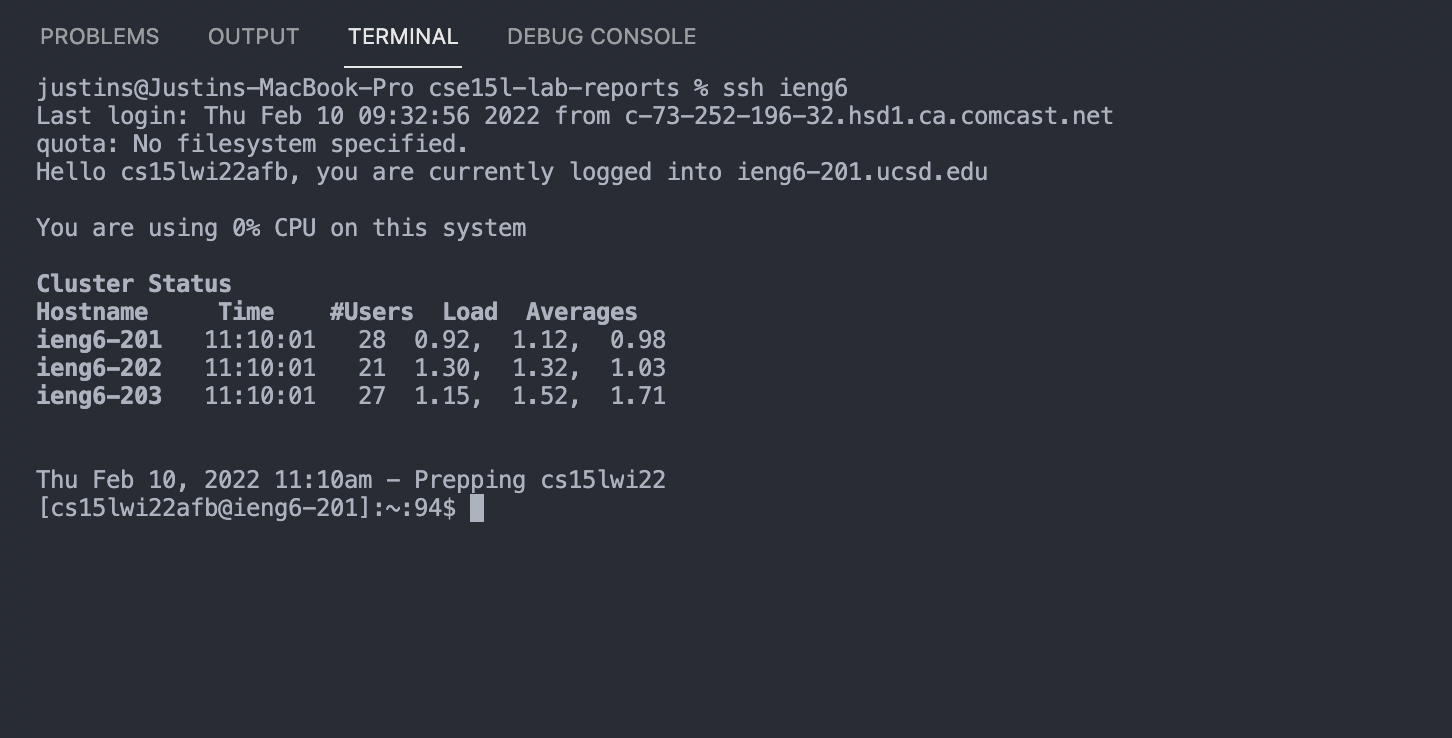 PROBLEMS OUTPUT TERMINAL DEBUG CONSOLE
justins@Justins-MacBook-Pro cse15l-lab-reports % ssh ieng6
Last login: Thu Feb 10 09:32:56 2022 from c-73-252-196-32.hsd1.ca.comcast.net
quota: No filesystem specified.
Hello cs15lwi22afb, you are currently logged into ieng6-201.ucsd.edu
You are using 0% CPU on this system
Cluster Status
Hostname     Time    #Users  Load  Averages
ieng6-201   11:10:01   28  0.92,  1.12,  0.98
ieng6-202   11:10:01   21  1.30,  1.32,  1.03
ieng6-203   11:10:01   27  1.15,  1.52,  1.71
Thu Feb 10, 2022 11:10am - Prepping cs15lwi22
[cs15lwi22afb@ieng6-201]:~:94$